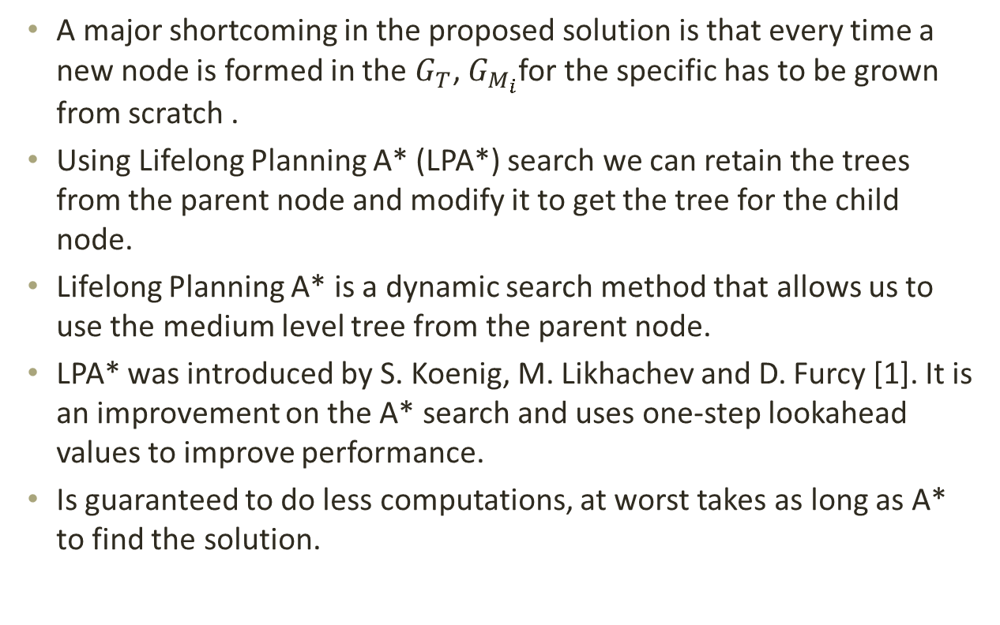 • A major shortcoming in the proposed solution is that every time a
new node is formed in the G_T, G_{M_i} for the specific has to be grown
from scratch .
• Using Lifelong Planning A* (LPA*) search we can retain the trees
from the parent node and modify it to get the tree for the child
node.
• Lifelong Planning A* is a dynamic search method that allows us to
use the medium level tree from the parent node.
• LPA* was introduced by S. Koenig, M. Likhachev and D. Furcy [1]. It is
an improvement on the A* search and uses one-step lookahead
values to improve performance.
• Is guaranteed to do less computations, at worst takes as long as A*
to find the solution.